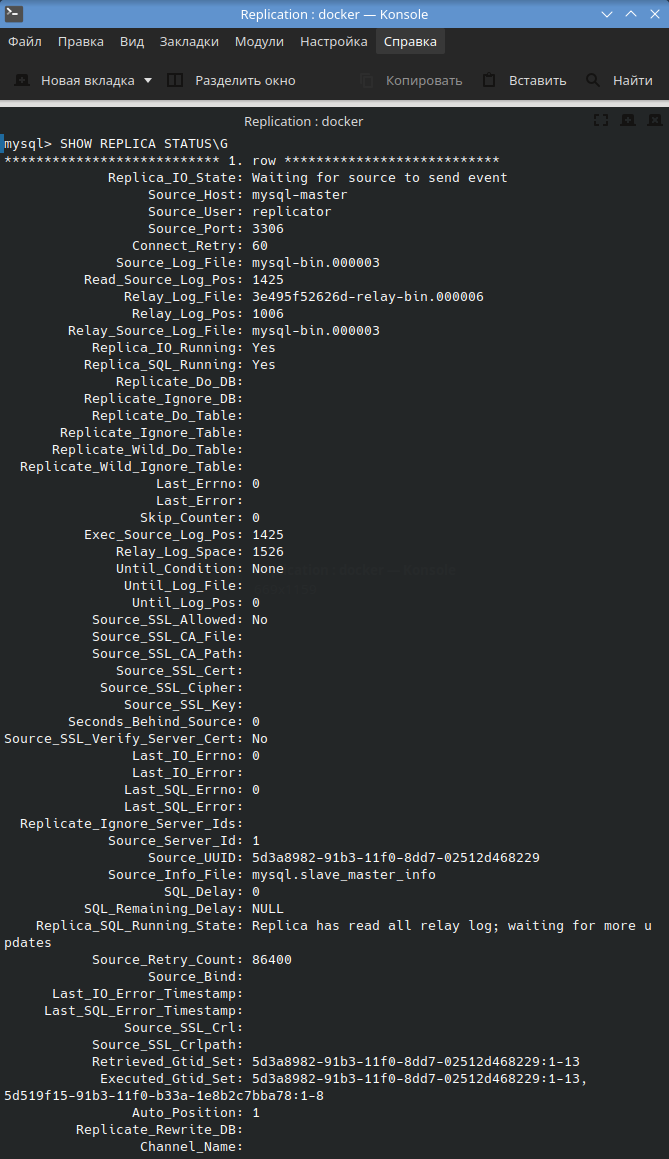 Replication : docker — Konsole
Файл Правка Вид Закладки Модули Настройка Справка
Новая вкладка Разделить окно Копировать Вставить Найти
Replication : docker
mysql> SHOW REPLICA STATUS\G
*************************** 1. row ***************************
Replica_IO_State: Waiting for source to send event
Source_Host: mysql-master
Source_User: replicator
Source_Port: 3306
Connect_Retry: 60
Source_Log_File: mysql-bin.000003
Read_Source_Log_Pos: 1425
Relay_Log_File: 3e495f52626d-relay-bin.000006
Relay_Log_Pos: 1006
Relay_Source_Log_File: mysql-bin.000003
Replica_IO_Running: Yes
Replica_SQL_Running: Yes
Replicate_Do_DB:
Replicate_Ignore_DB:
Replicate_Do_Table:
Replicate_Ignore_Table:
Replicate_Wild_Do_Table:
Replicate_Wild_Ignore_Table:
Last_Errno: 0
Last_Error:
Skip_Counter: 0
Exec_Source_Log_Pos: 1425
Relay_Log_Space: 1526
Until_Condition: None
Until_Log_File:
Until_Log_Pos: 0
Source_SSL_Allowed: No
Source_SSL_CA_File:
Source_SSL_CA_Path:
Source_SSL_Cert:
Source_SSL_Cipher:
Source_SSL_Key:
Seconds_Behind_Source: 0
Source_SSL_Verify_Server_Cert: No
Last_IO_Errno: 0
Last_IO_Error:
Last_SQL_Errno: 0
Last_SQL_Error:
Replicate_Ignore_Server_Ids:
Source_Server_Id: 1
Source_UUID: 5d3a8982-91b3-11f0-8dd7-02512d468229
Source_Info_File: mysql.slave_master_info
SQL_Delay: 0
SQL_Remaining_Delay: NULL
Replica_SQL_Running_State: Replica has read all relay log; waiting for more u
pdates
Source_Retry_Count: 86400
Source_Bind:
Last_IO_Error_Timestamp:
Last_SQL_Error_Timestamp:
Source_SSL_Crl:
Source_SSL_Crlpath:
Retrieved_Gtid_Set: 5d3a8982-91b3-11f0-8dd7-02512d468229:1-13
Executed_Gtid_Set: 5d3a8982-91b3-11f0-8dd7-02512d468229:1-13,
5d519f15-91b3-11f0-b33a-1e8b2c7bba78:1-8
Auto_Position: 1
Replicate_Rewrite_DB:
Channel_Name: